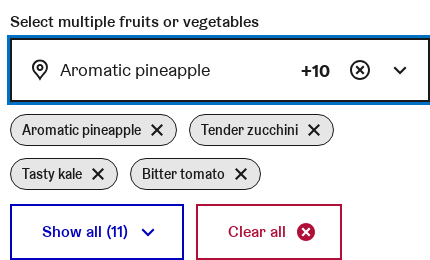 Select multiple fruits or vegetables
Aromatic pineapple +10
Aromatic pineapple Tender zucchini
Tasty kale Bitter tomato
Show all (11) Clear all